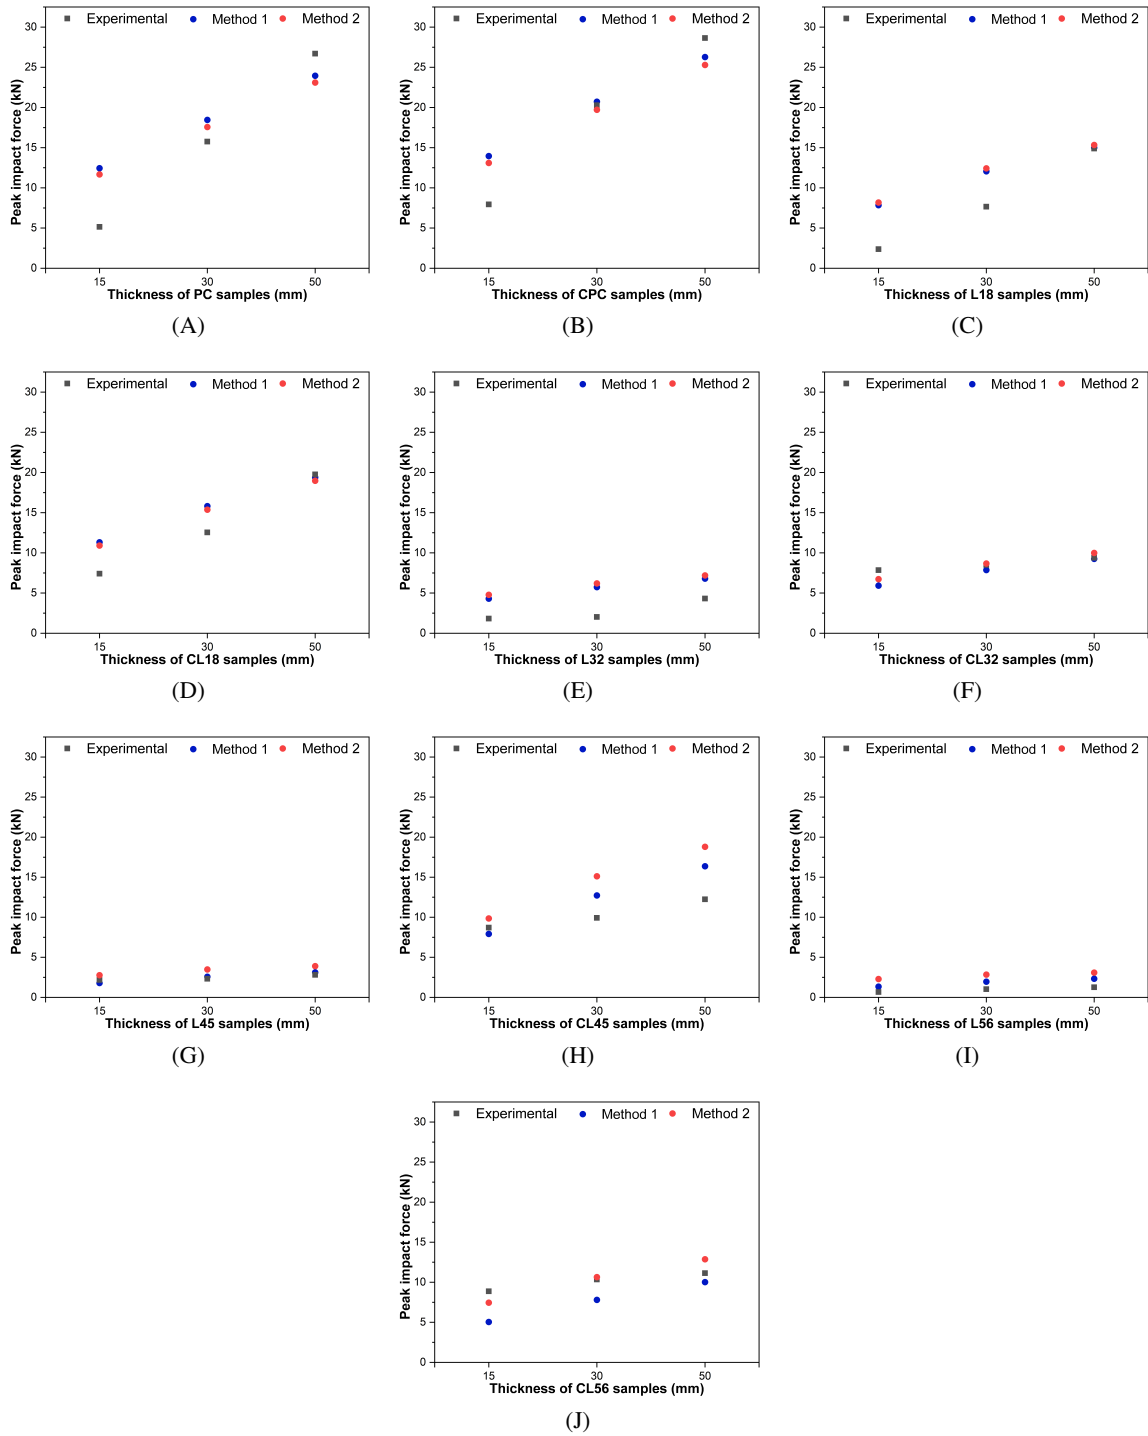 Experimental Method 1 Method 2
Peak impact force (kN)
30
25
20
15
10
5
0
15 30 50
Thickness of PC samples (mm)
(A)
Experimental Method 1 Method 2
Peak impact force (kN)
30
25
20
15
10
5
0
15 30 50
Thickness of CPC samples (mm)
(B)
Experimental Method 1 Method 2
Peak impact force (kN)
30
25
20
15
10
5
0
15 30 50
Thickness of L18 samples (mm)
(C)
Experimental Method 1 Method 2
Peak impact force (kN)
30
25
20
15
10
5
0
15 30 50
Thickness of CL18 samples (mm)
(D)
Experimental Method 1 Method 2
Peak impact force (kN)
30
25
20
15
10
5
0
15 30 50
Thickness of L32 samples (mm)
(E)
Experimental Method 1 Method 2
Peak impact force (kN)
30
25
20
15
10
5
0
15 30 50
Thickness of CL32 samples (mm)
(F)
Experimental Method 1 Method 2
Peak impact force (kN)
30
25
20
15
10
5
0
15 30 50
Thickness of L45 samples (mm)
(G)
Experimental Method 1 Method 2
Peak impact force (kN)
30
25
20
15
10
5
0
15 30 50
Thickness of CL45 samples (mm)
(H)
Experimental Method 1 Method 2
Peak impact force (kN)
30
25
20
15
10
5
0
15 30 50
Thickness of L56 samples (mm)
(I)
Experimental Method 1 Method 2
Peak impact force (kN)
30
25
20
15
10
5
0
15 30 50
Thickness of CL56 samples (mm)
(J)